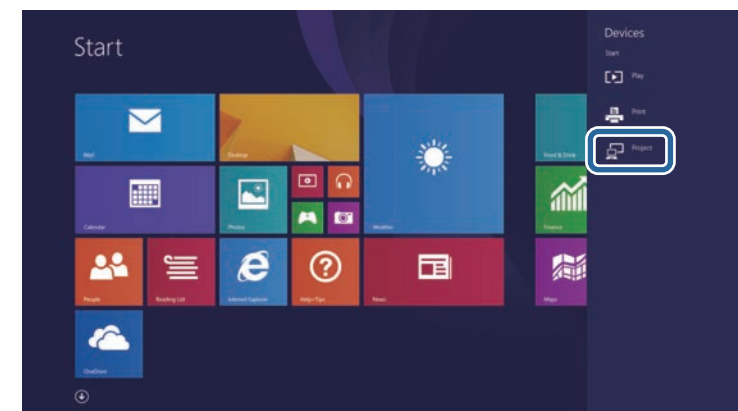 Start
Devices
Start
Play
Print
Project
Mail
Desktop
Food & Drink
Calendar
Photos
Weather
Finance
People
Reading List
Internet Explorer
Help+Tips
News
Maps
OneDrive